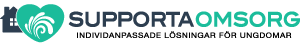 SUPPORTAOMSORG
INDIVIDANPASSADE LÖSNINGAR FÖR UNGDOMAR